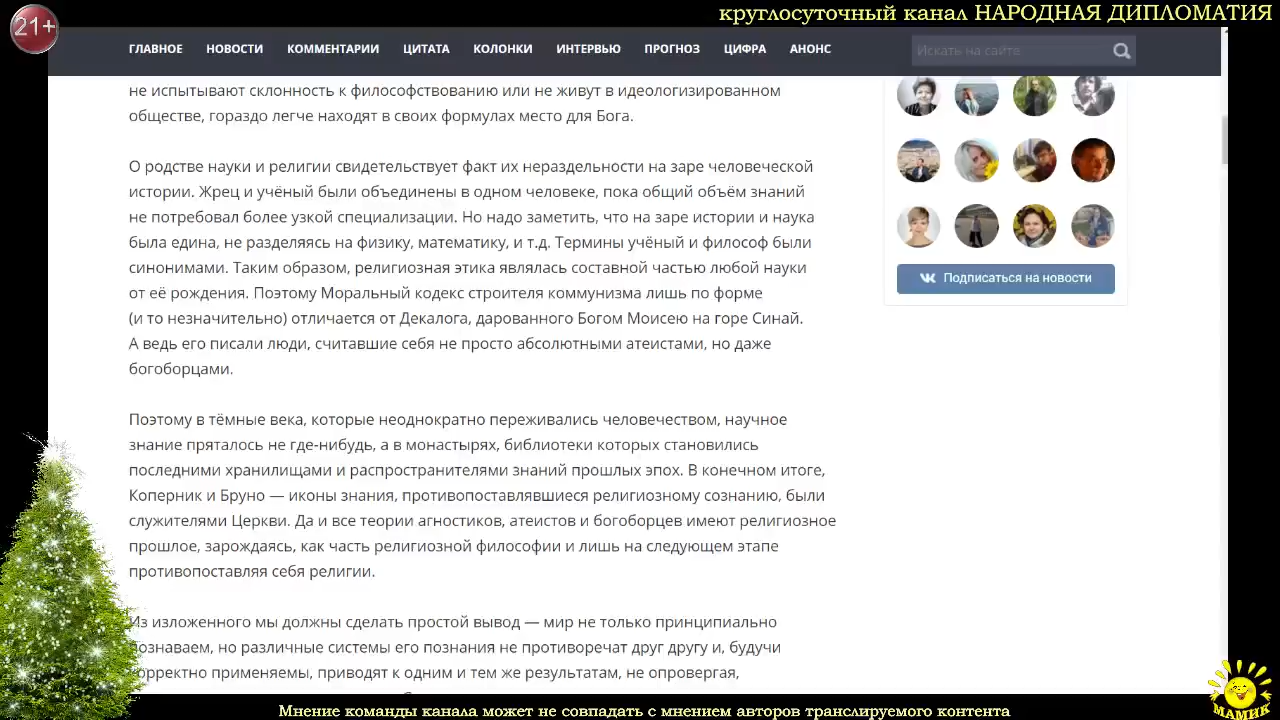 21+
круглосуточный канал НАРОДНАЯ ДИПЛОМАТИЯ
ГЛАВНОЕ НОВОСТИ КОММЕНТАРИИ ЦИТАТА КОЛОНКИ ИНТЕРВЬЮ ПРОГНОЗ ЦИФРА АНОНС
Искать на сайте
не испытывают склонность к философствованию или не живут в идеологизированном
обществе, гораздо легче находят в своих формулах место для Бога.
О родстве науки и религии свидетельствует факт их нераздельности на заре человеческой
истории. Жрец и учёный были объединены в одном человеке, пока общий объём знаний
не потребовал более узкой специализации. Но надо заметить, что на заре истории и наука
была едина, не разделяясь на физику, математику, и т.д. Термины учёный и философ были
синонимами. Таким образом, религиозная этика являлась составной частью любой науки
от её рождения. Поэтому Моральный кодекс строителя коммунизма лишь по форме
(и то незначительно) отличается от Декалога, дарованного Богом Моисею на горе Синай.
А ведь его писали люди, считавшие себя не просто абсолютными атеистами, но даже
богоборцами.
Поэтому в тёмные века, которые неоднократно переживались человечеством, научное
знание пряталось не где-нибудь, а в монастырях, библиотеки которых становились
последними хранилищами и распространителями знаний прошлых эпох. В конечном итоге,
Коперник и Бруно — иконы знания, противопоставлявшиеся религиозному сознанию, были
служителями Церкви. Да и все теории агностиков, атеистов и богоборцев имеют религиозное
прошлое, зарождаясь, как часть религиозной философии и лишь на следующем этапе
противопоставляя себя религии.
Из изложенного мы должны сделать простой вывод — мир не только принципиально
познаваем, но различные системы его познания не противоречат друг другу и, будучи
корректно применяемы, приводят к одним и тем же результатам, не опровергая,
Подписаться на новости
МАМИК
Мнение команды канала может не совпадать с мнением авторов транслируемого контента